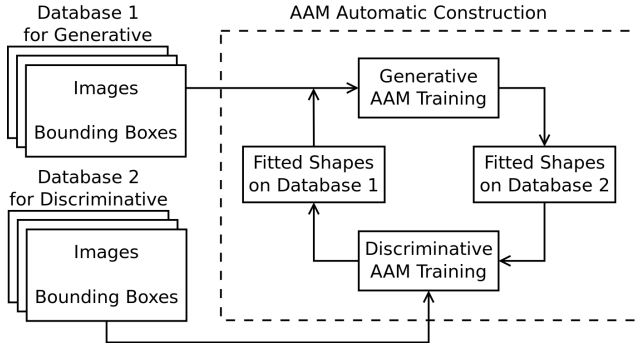 Database 1
for Generative
Images
Bounding Boxes
Database 2
for Discriminative
Images
Bounding Boxes
AAM Automatic Construction
Generative
AAM Training
Fitted Shapes
on Database 1
Fitted Shapes
on Database 2
Discriminative
AAM Training